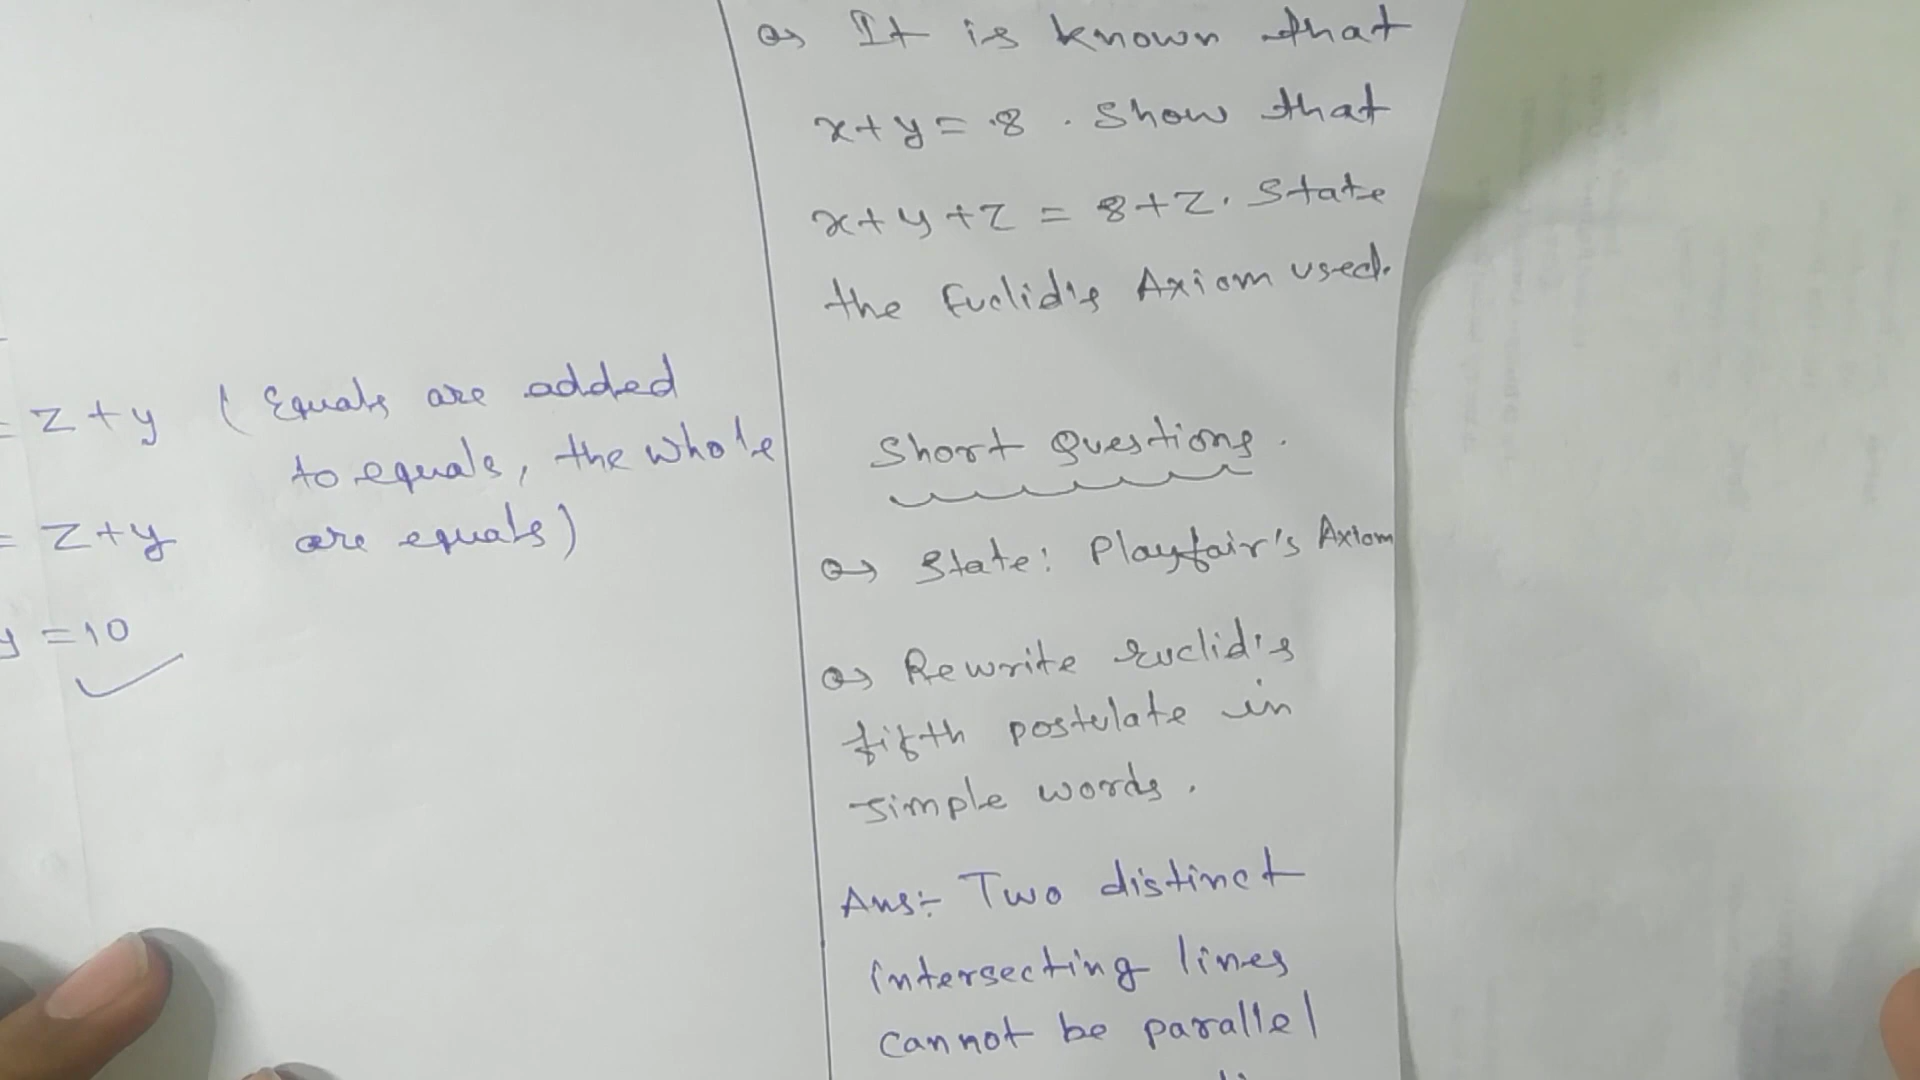 = z + y ( Equals are added
to equals, the whole
= z + y are equals)
y = 10
Q) It is known that
x + y = 8 . Show that
x + y + z = 8 + z. State
the Euclid's Axiom used.
Short Questions.
Q) State: Playfair's Axiom
Q) Rewrite Euclid's
fifth postulate in
simple words.
Ans:- Two distinct
intersecting lines
cannot be parallel